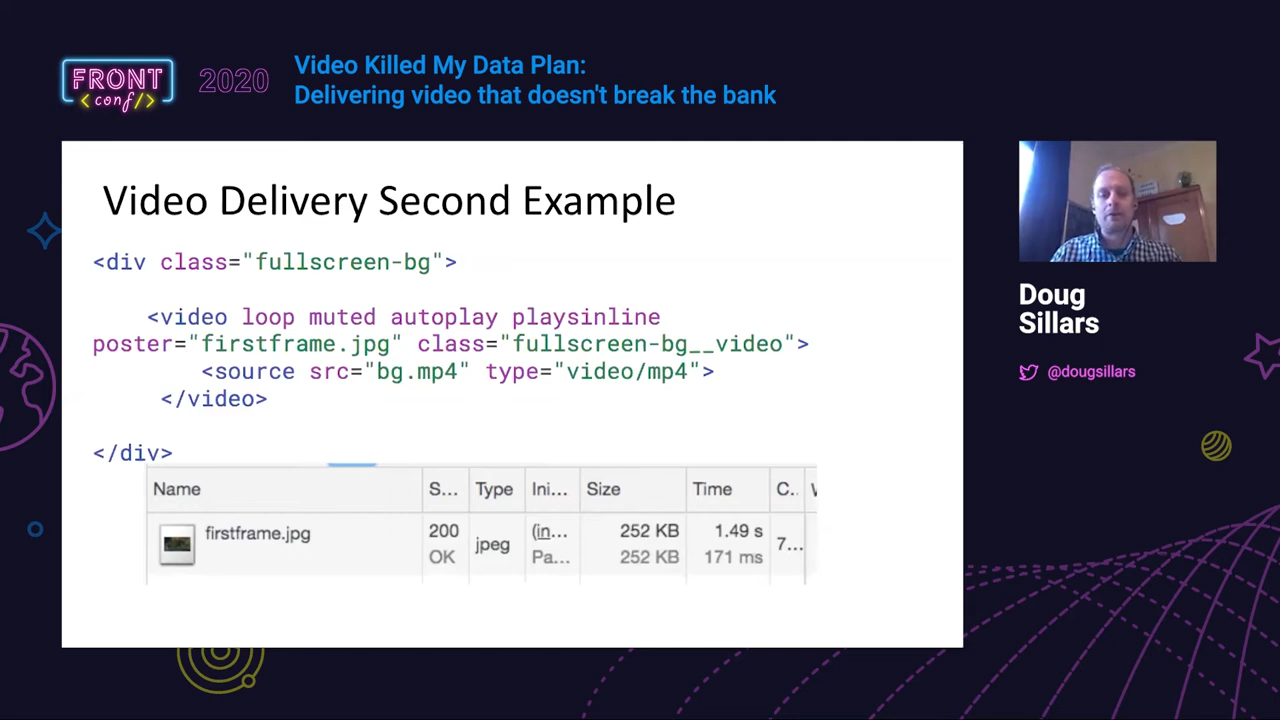 FRONT
<conf/>
2020
Video Killed My Data Plan:
Delivering video that doesn't break the bank
Video Delivery Second Example
<div class="fullscreen-bg">
<video loop muted autoplay playsinline
poster="firstframe.jpg" class="fullscreen-bg__video">
<source src="bg.mp4" type="video/mp4">
</video>
</div>
Name S... Type Ini... Size Time C..
firstframe.jpg 200 OK jpeg (in... Pa... 252 KB 252 KB 1.49 s 171 ms 7...
Doug
Sillars
@dougsillars